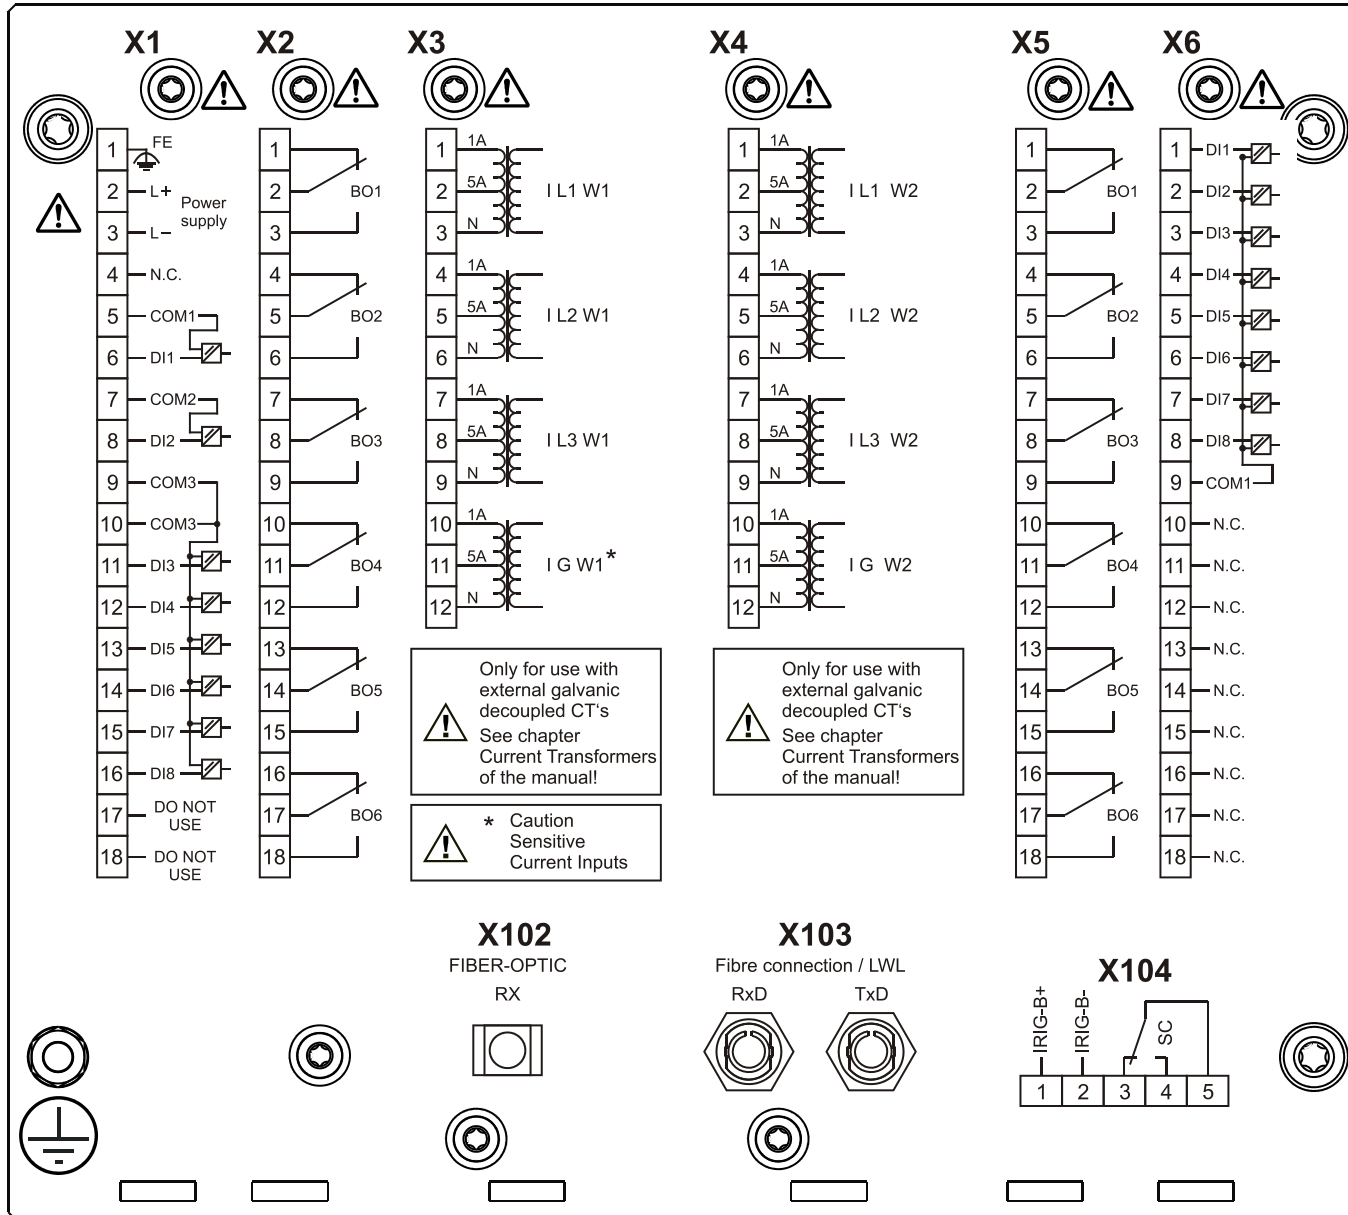 X1
X2
X3
X4
X5
X6
1 FE
2 L+
Power
supply
3 L−
4 N.C.
5 COM1
6 DI1
7 COM2
8 DI2
9 COM3
10 COM3
11 DI3
12 DI4
13 DI5
14 DI6
15 DI7
16 DI8
17 DO NOT
USE
18 DO NOT
USE
1
2 BO1
3
4
5 BO2
6
7
8 BO3
9
10
11 BO4
12
13
14 BO5
15
16
17 BO6
18
1 1A
2 5A I L1 W1
3 N
4 1A
5 5A I L2 W1
6 N
7 1A
8 5A I L3 W1
9 N
10 1A
11 5A I G W1*
12 N
Only for use with
external galvanic
decoupled CT‘s
See chapter
Current Transformers
of the manual!
* Caution
Sensitive
Current Inputs
1 1A
2 5A I L1 W2
3 N
4 1A
5 5A I L2 W2
6 N
7 1A
8 5A I L3 W2
9 N
10 1A
11 5A I G W2
12 N
Only for use with
external galvanic
decoupled CT‘s
See chapter
Current Transformers
of the manual!
1
2 BO1
3
4
5 BO2
6
7
8 BO3
9
10
11 BO4
12
13
14 BO5
15
16
17 BO6
18
1 DI1
2 DI2
3 DI3
4 DI4
5 DI5
6 DI6
7 DI7
8 DI8
9 COM1
10 N.C.
11 N.C.
12 N.C.
13 N.C.
14 N.C.
15 N.C.
16 N.C.
17 N.C.
18 N.C.
X102
FIBER-OPTIC
RX
X103
Fibre connection / LWL
RxD TxD
X104
IRIG-B+
IRIG-B-
SC
1 2 3 4 5